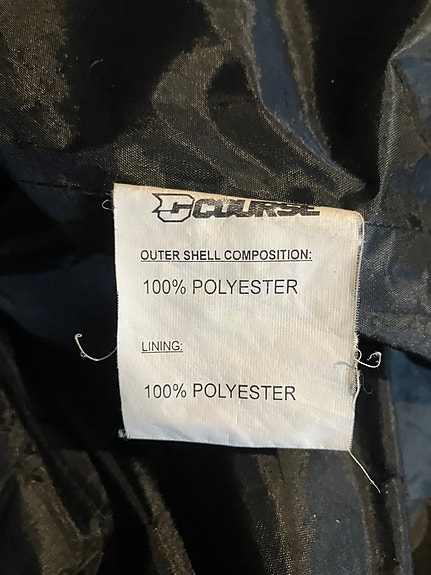 COURSE
OUTER SHELL COMPOSITION:
100% POLYESTER
LINING:
100% POLYESTER